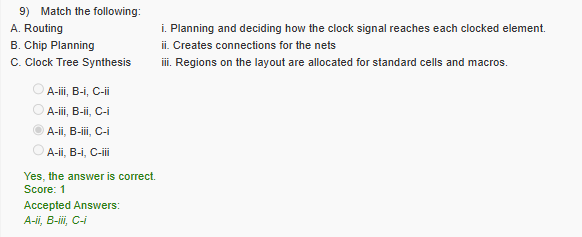 9) Match the following:
A. Routing i. Planning and deciding how the clock signal reaches each clocked element.
B. Chip Planning ii. Creates connections for the nets
C. Clock Tree Synthesis iii. Regions on the layout are allocated for standard cells and macros.
A-iii, B-i, C-ii
A-iii, B-ii, C-i
A-ii, B-iii, C-i
A-ii, B-i, C-iii
Yes, the answer is correct.
Score: 1
Accepted Answers:
A-ii, B-iii, C-i